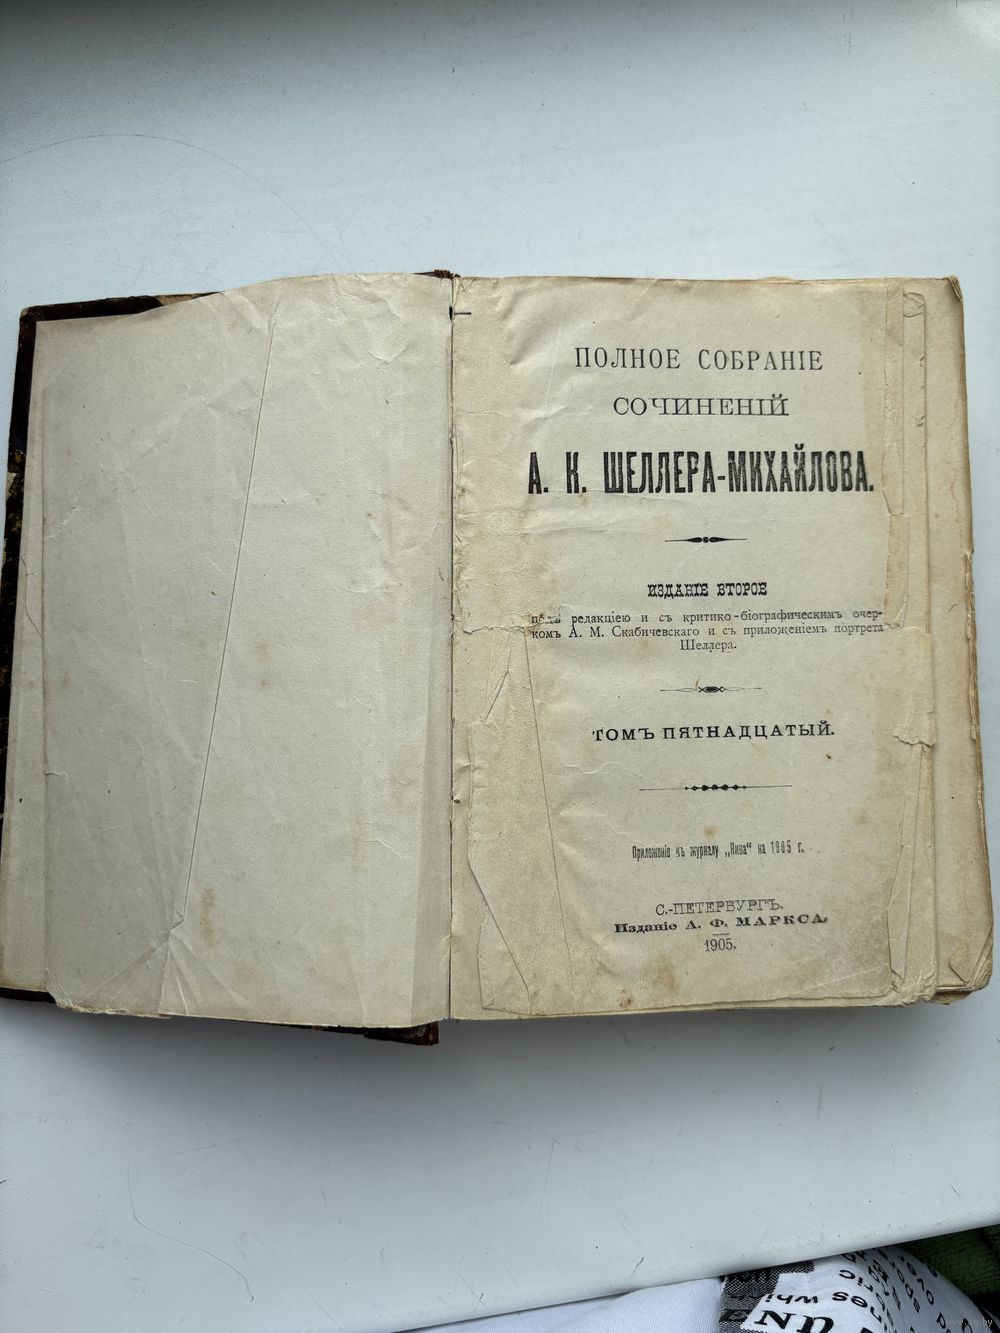 ПОЛНОЕ СОБРАНІЕ
СОЧИНЕНІЙ
А. К. ШЕЛЛЕРА-МИХАЙЛОВА.
ИЗДАНІЕ ВТОРОЕ
подъ редакціею и съ критико-біографическимъ очер-
комъ А. М. Скабичевскаго и съ приложеніемъ портрета
Шеллера.
ТОМЪ ПЯТНАДЦАТЫЙ.
Приложеніе къ журналу „Нива“ на 1905 г.
С.-ПЕТЕРБУРГЪ.
Изданіе А. Ф. МАРКСА.
1905.